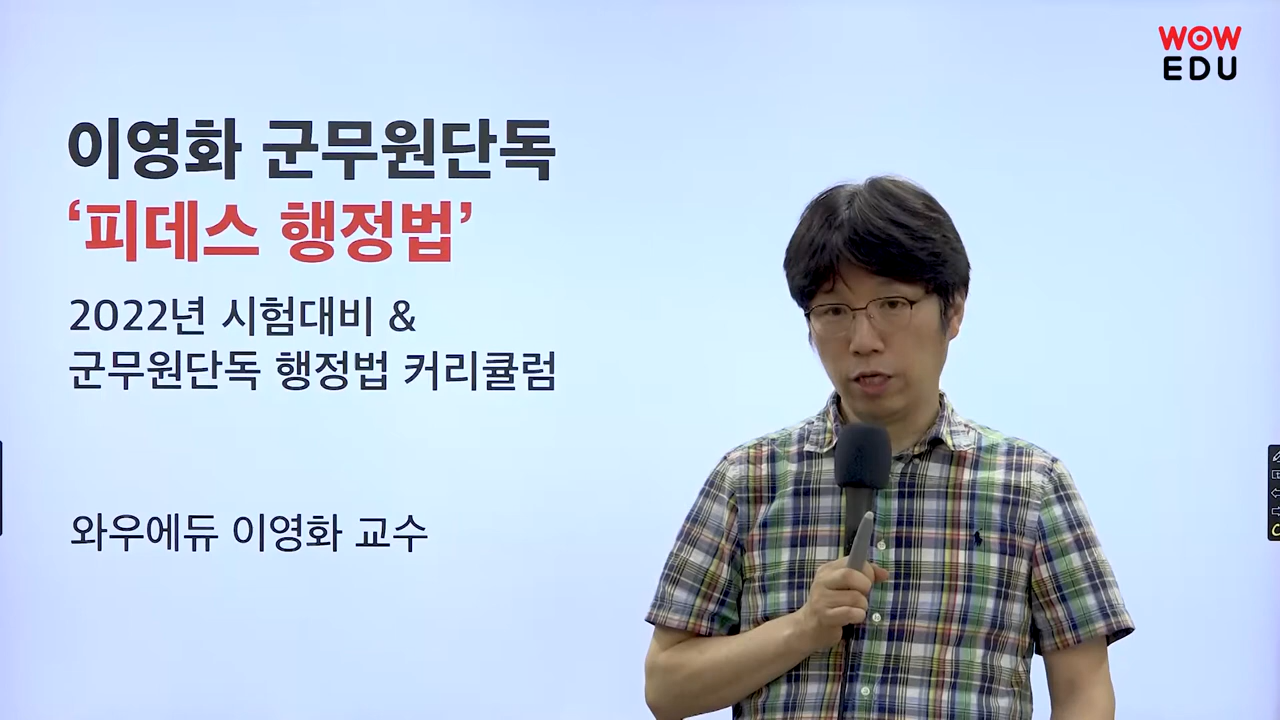 WOW
EDU
이영화 군무원단독
‘피데스 행정법’
2022년 시험대비 &
군무원단독 행정법 커리큘럼
와우에듀 이영화 교수